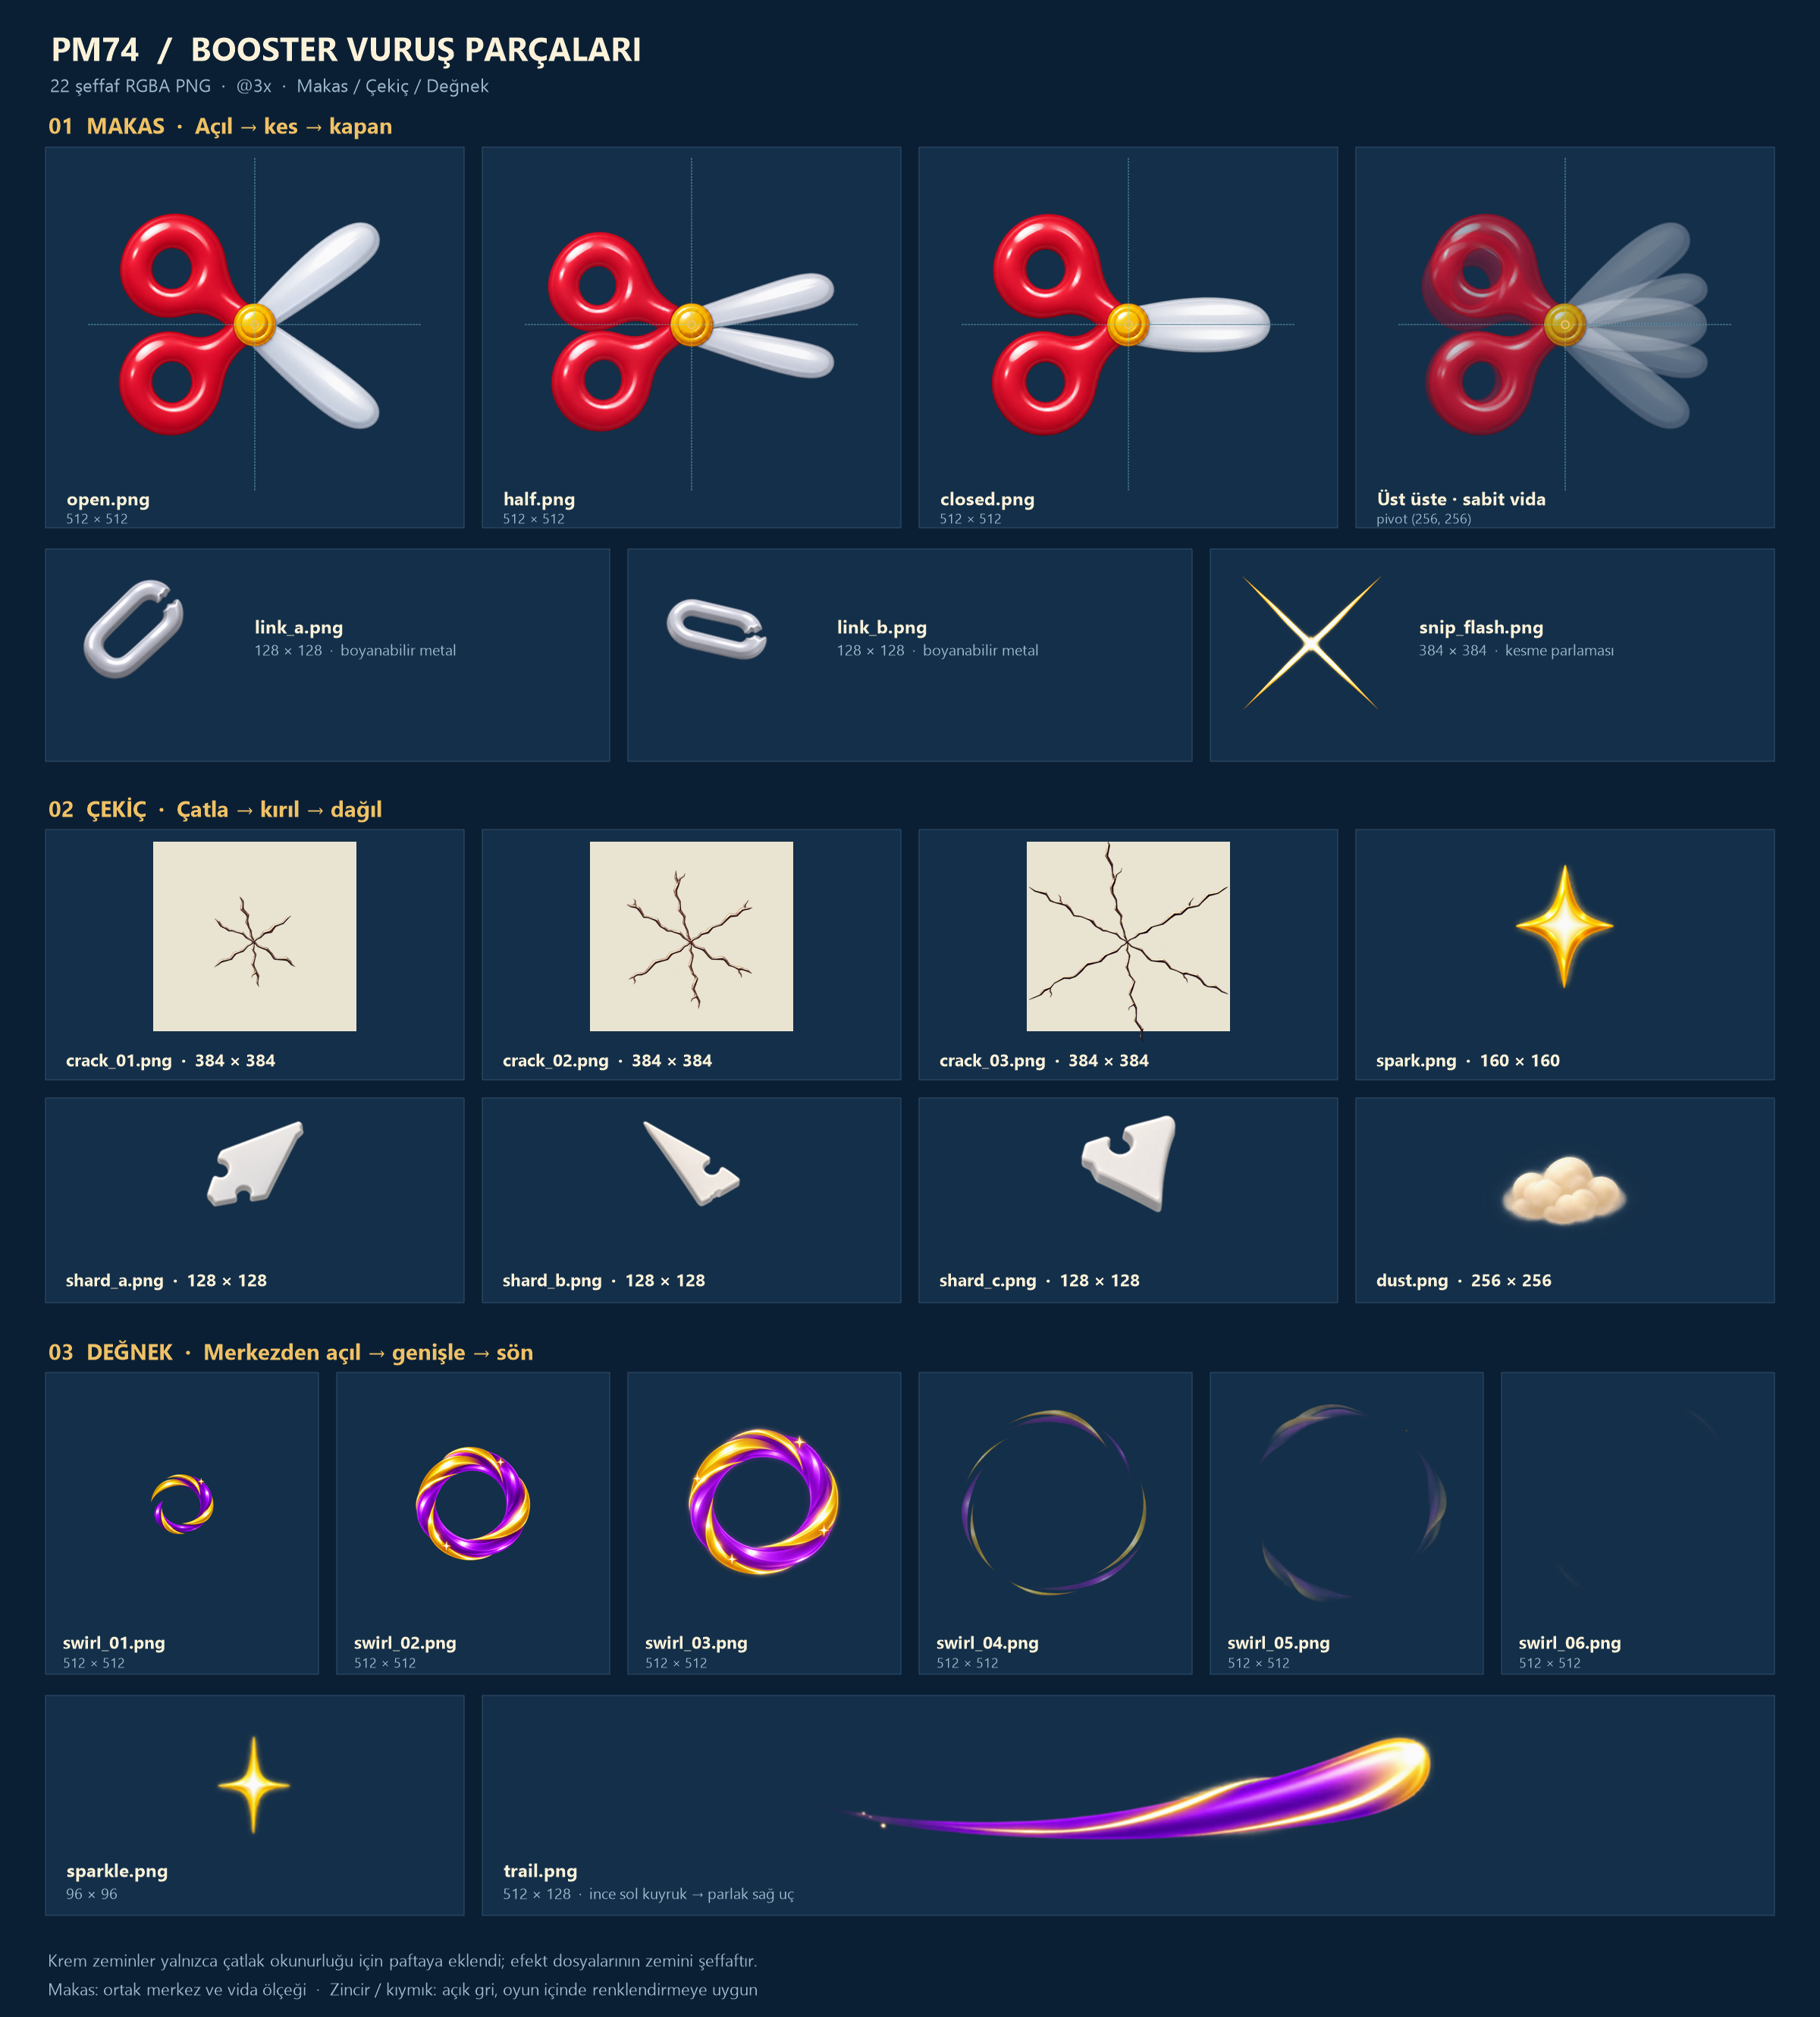 PM74 / BOOSTER VURUŞ PARÇALARI
22 şeffaf RGBA PNG · @3x · Makas / Çekiç / Değnek
01 MAKAS · Açıl → kes → kapan
open.png
512 × 512
half.png
512 × 512
closed.png
512 × 512
Üst üste · sabit vida
pivot (256, 256)
link_a.png
128 × 128 · boyanabilir metal
link_b.png
128 × 128 · boyanabilir metal
snip_flash.png
384 × 384 · kesme parlaması
02 ÇEKİÇ · Çatla → kırıl → dağıl
crack_01.png · 384 × 384
crack_02.png · 384 × 384
crack_03.png · 384 × 384
spark.png · 160 × 160
shard_a.png · 128 × 128
shard_b.png · 128 × 128
shard_c.png · 128 × 128
dust.png · 256 × 256
03 DEĞNEK · Merkezden açıl → genişle → sön
swirl_01.png
512 × 512
swirl_02.png
512 × 512
swirl_03.png
512 × 512
swirl_04.png
512 × 512
swirl_05.png
512 × 512
swirl_06.png
512 × 512
sparkle.png
96 × 96
trail.png
512 × 128 · ince sol kuyruk → parlak sağ uç
Krem zeminler yalnızca çatlak okunurluğu için paftaya eklendi; efekt dosyalarının zemini şeffaftır.
Makas: ortak merkez ve vida ölçeği · Zincir / kıymık: açık gri, oyun içinde renklendirmeye uygun